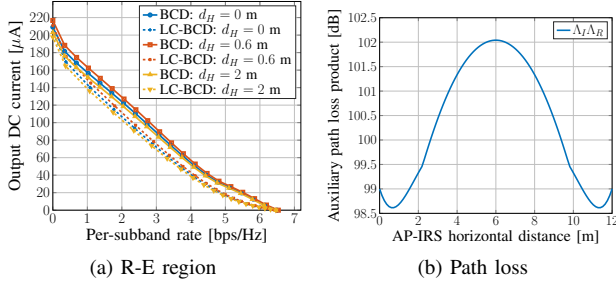 Output DC current [μA]
220
200
180
160
140
120
100
80
60
40
20
0
BCD: d_H = 0 m
LC-BCD: d_H = 0 m
BCD: d_H = 0.6 m
LC-BCD: d_H = 0.6 m
BCD: d_H = 2 m
LC-BCD: d_H = 2 m
0 1 2 3 4 5 6 7
Per-subband rate [bps/Hz]
(a) R-E region
Auxiliary path loss product [dB]
102
101.5
101
100.5
100
99.5
99
98.5
Λ_I Λ_R
0 2 4 6 8 10 12
AP-IRS horizontal distance [m]
(b) Path loss